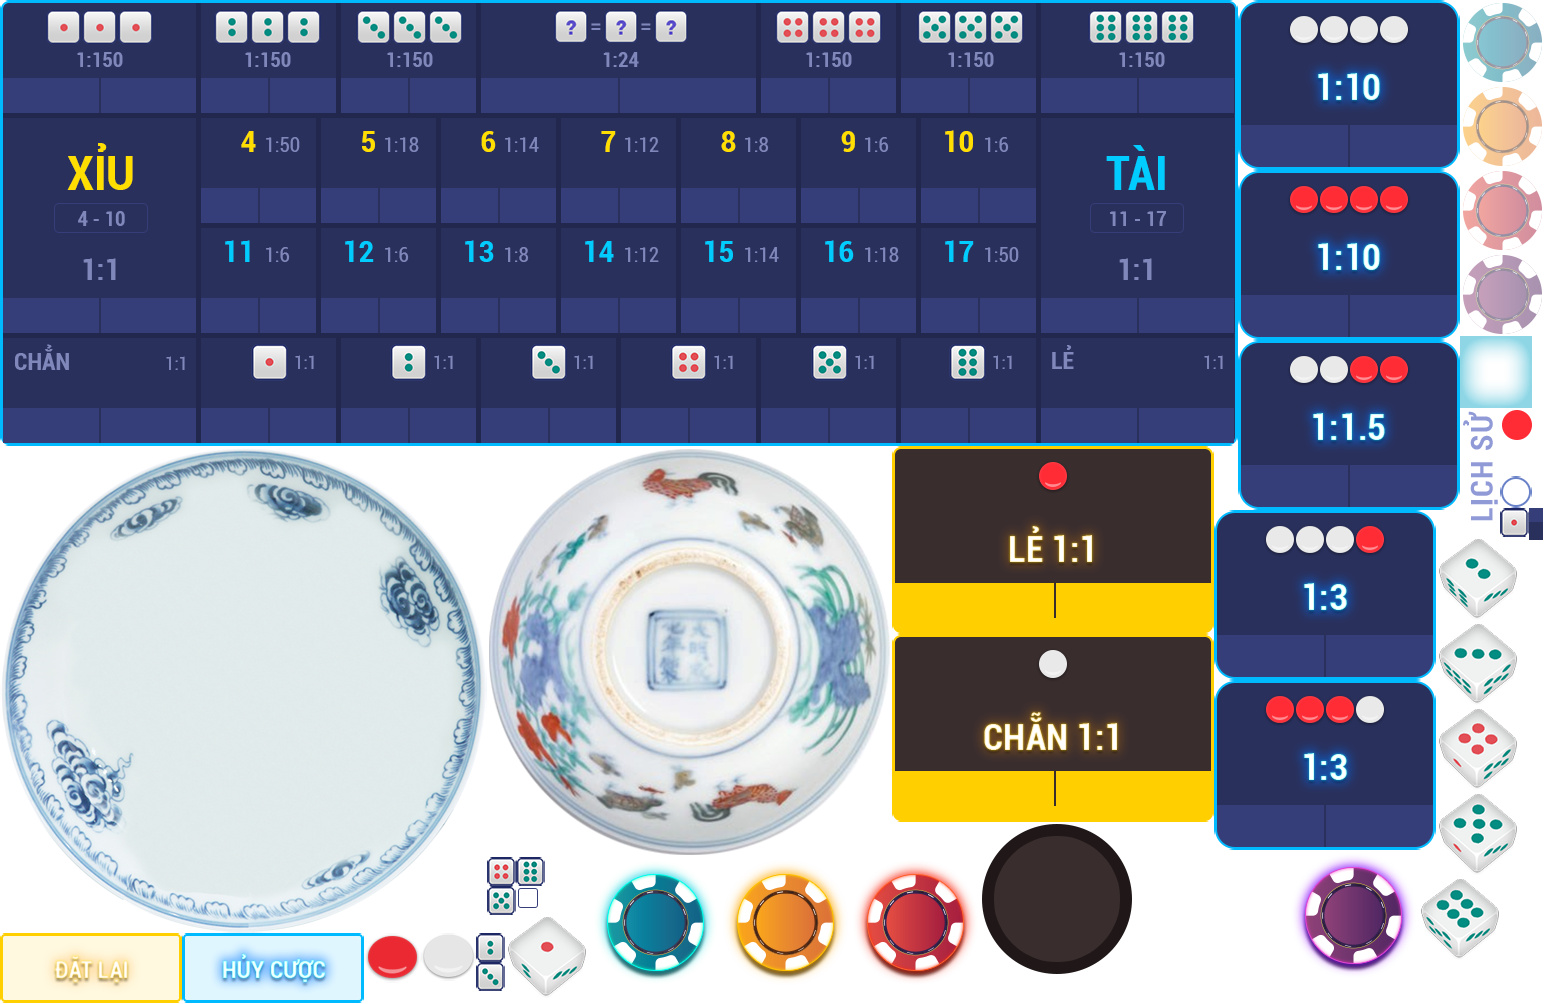 ? = ? = ?
1:150 1:150 1:150 1:24 1:150 1:150 1:150
XỈU
4 - 10
1:1
4 1:50 5 1:18 6 1:14 7 1:12 8 1:8 9 1:6 10 1:6
11 1:6 12 1:6 13 1:8 14 1:12 15 1:14 16 1:18 17 1:50
TÀI
11 - 17
1:1
CHẲN 1:1 1:1 1:1 1:1 1:1 1:1 1:1 LẺ 1:1
1:10
1:10
1:1.5
1:3
1:3
LỊCH SỬ
LẺ 1:1
CHẴN 1:1
ĐẶT LẠI
HỦY CƯỢC